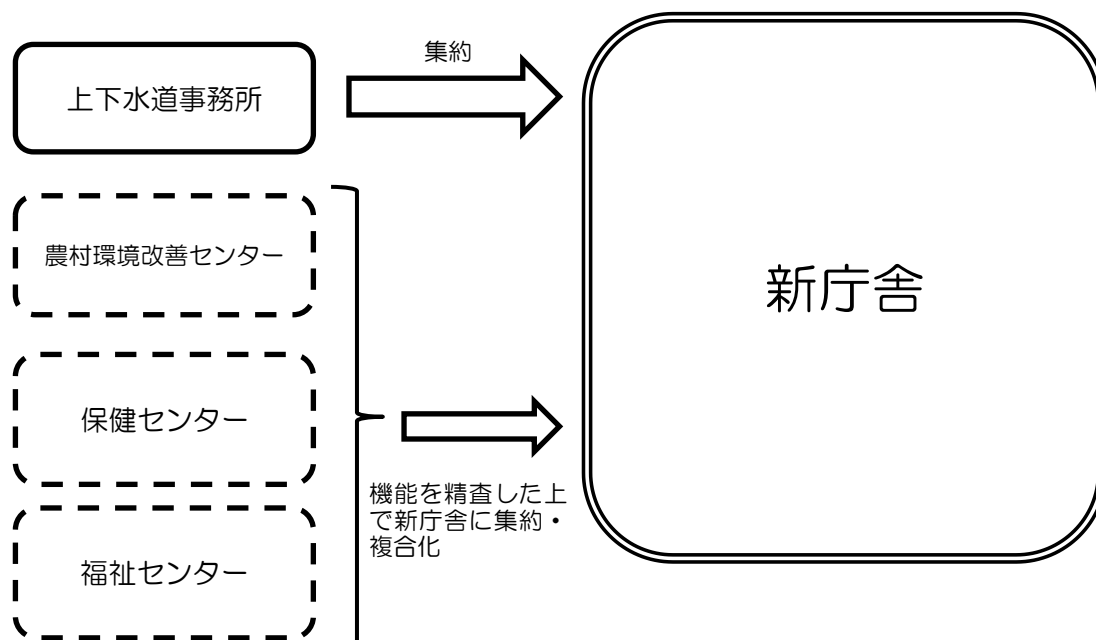 集約
上下水道事務所
農村環境改善センター
新庁舎
保健センター
機能を精査した上
で新庁舎に集約・
複合化
福祉センター